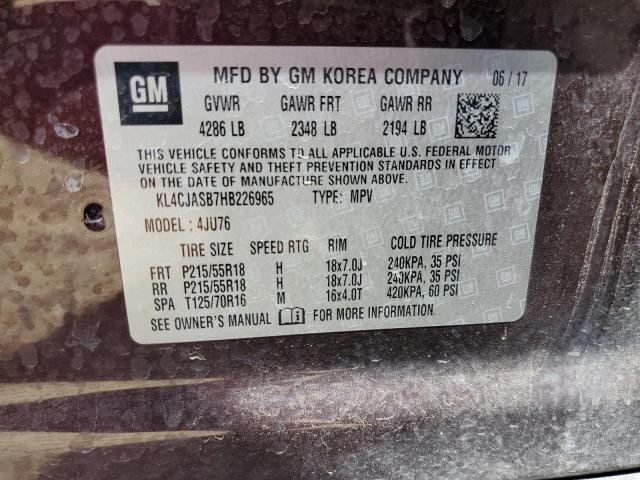 GM
MFD BY GM KOREA COMPANY 06/17
GVWR GAWR FRT GAWR RR
4286 LB 2348 LB 2194 LB
THIS VEHICLE CONFORMS TO ALL APPLICABLE U.S. FEDERAL MOTOR
VEHICLE SAFETY AND THEFT PREVENTION STANDARDS IN EFFECT
ON THE DATE OF MANUFACTURE SHOWN ABOVE.
KL4CJASB7HB226965 TYPE: MPV
MODEL: 4JU76
TIRE SIZE SPEED RTG RIM COLD TIRE PRESSURE
FRT P215/55R18 H 18x7.0J 240KPA, 35 PSI
RR P215/55R18 H 18x7.0J 240KPA, 35 PSI
SPA T125/70R16 M 16x4.0T 420KPA, 60 PSI
SEE OWNER'S MANUAL FOR MORE INFORMATION.